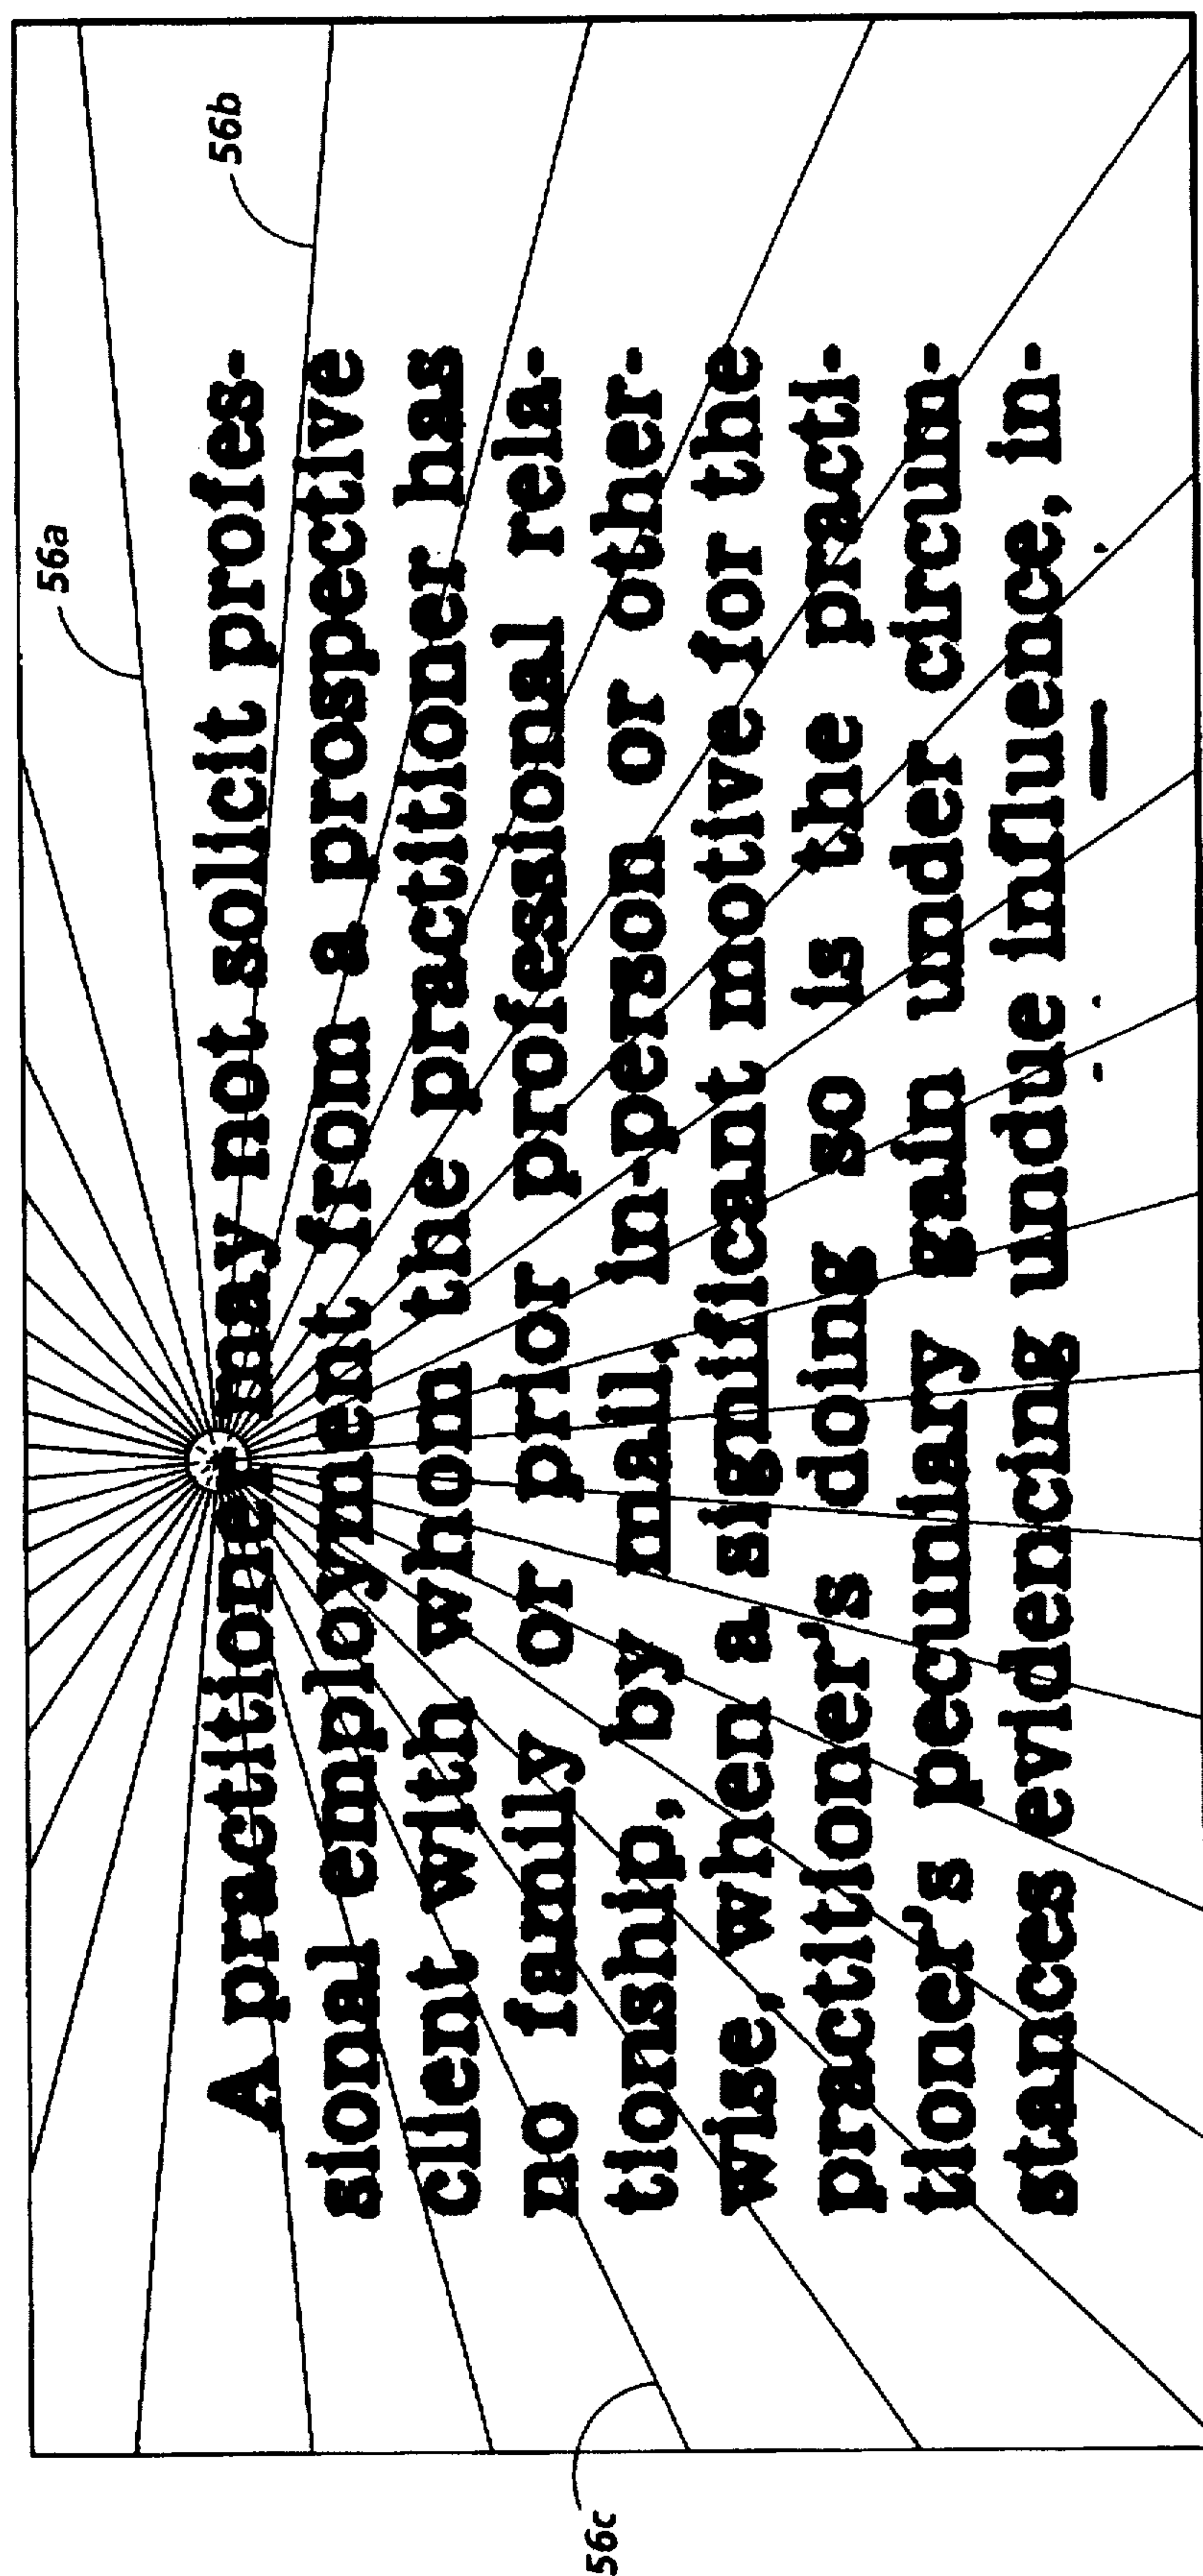 56a
56b
A practitioner may not solicit profes-
sional employment from a prospective
client with whom the practitioner has
no family or prior professional rela-
tionship, by mail, in-person or other-
wise, when a significant motive for the
practitioner's doing so is the practi-
tioner's pecuniary gain under circum-
stances evidencing undue influence, in-
56c